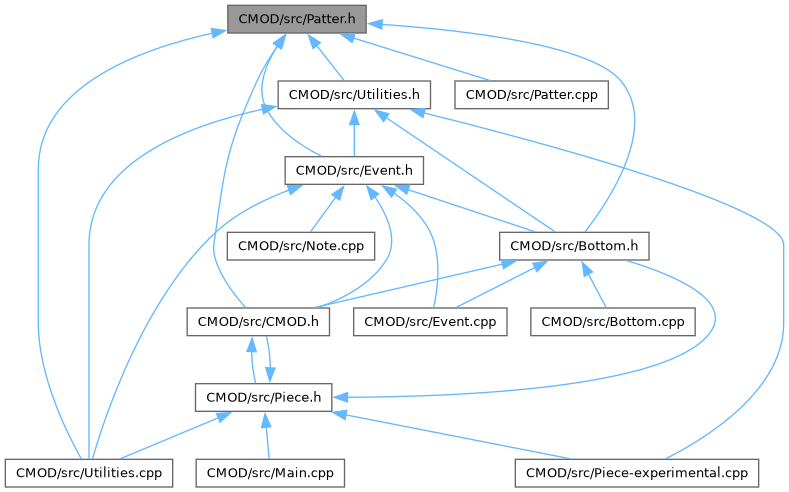 CMOD/src/Patter.h
CMOD/src/Utilities.h
CMOD/src/Patter.cpp
CMOD/src/Event.h
CMOD/src/Note.cpp
CMOD/src/Bottom.h
CMOD/src/CMOD.h
CMOD/src/Event.cpp
CMOD/src/Bottom.cpp
CMOD/src/Piece.h
CMOD/src/Utilities.cpp
CMOD/src/Main.cpp
CMOD/src/Piece-experimental.cpp